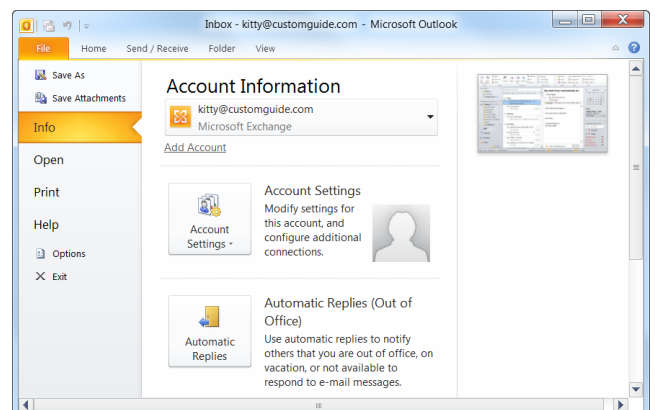 Inbox - kitty@customguide.com - Microsoft Outlook
File Home Send / Receive Folder View
Save As
Save Attachments
Info
Open
Print
Help
Options
Exit
Account Information
kitty@customguide.com
Microsoft Exchange
Add Account
Account Settings
Account
Settings
Modify settings for
this account, and
configure additional
connections.
Automatic Replies (Out of
Office)
Automatic
Replies
Use automatic replies to notify
others that you are out of office, on
vacation, or not available to
respond to e-mail messages.